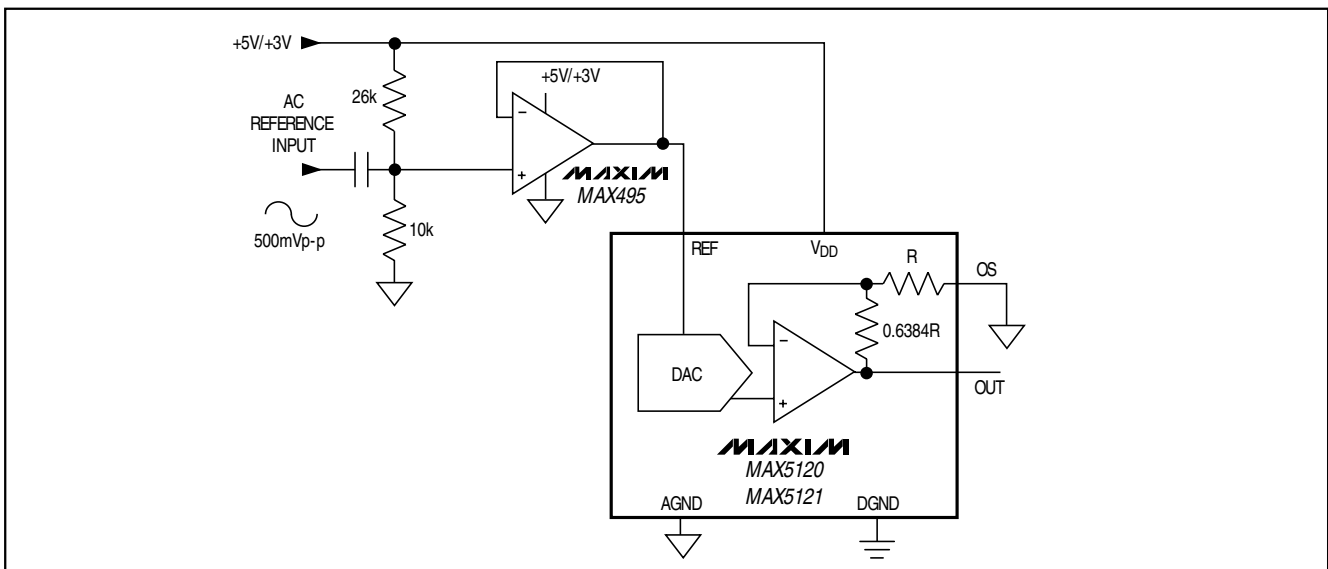 +5V/+3V
26k
+5V/+3V
AC
REFERENCE
INPUT
−
+
MAXIM
MAX495
10k
500mVp-p
REF
VDD
R
OS
0.6384R
−
DAC
+
OUT
MAXIM
MAX5120
MAX5121
AGND
DGND